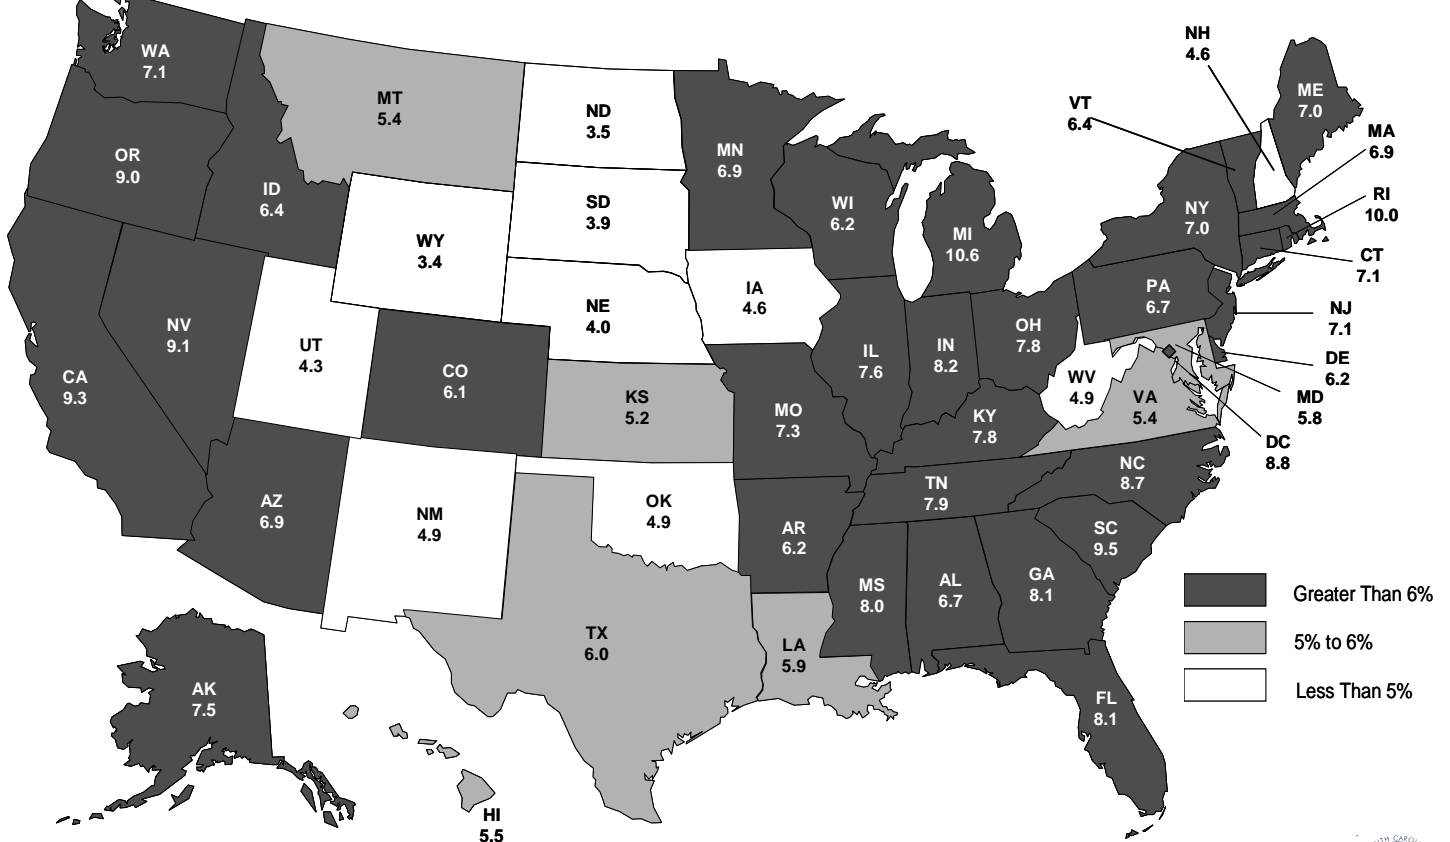 NH
4.6
WA
7.1
MT
5.4
ND
3.5
MN
6.9
VT
6.4
ME
7.0
MA
6.9
OR
9.0
ID
6.4
SD
3.9
WI
6.2
MI
10.6
NY
7.0
RI
10.0
WY
3.4
CT
7.1
IA
4.6
NE
4.0
PA
6.7
NJ
7.1
NV
9.1
UT
4.3
OH
7.8
IN
8.2
IL
7.6
DE
6.2
CA
9.3
CO
6.1
KS
5.2
WV
4.9
VA
5.4
MD
5.8
MO
7.3
KY
7.8
DC
8.8
NC
8.7
TN
7.9
AZ
6.9
NM
4.9
OK
4.9
AR
6.2
SC
9.5
MS
8.0
AL
6.7
GA
8.1
Greater Than 6%
TX
6.0
LA
5.9
5% to 6%
AK
7.5
FL
8.1
Less Than 5%
HI
5.5